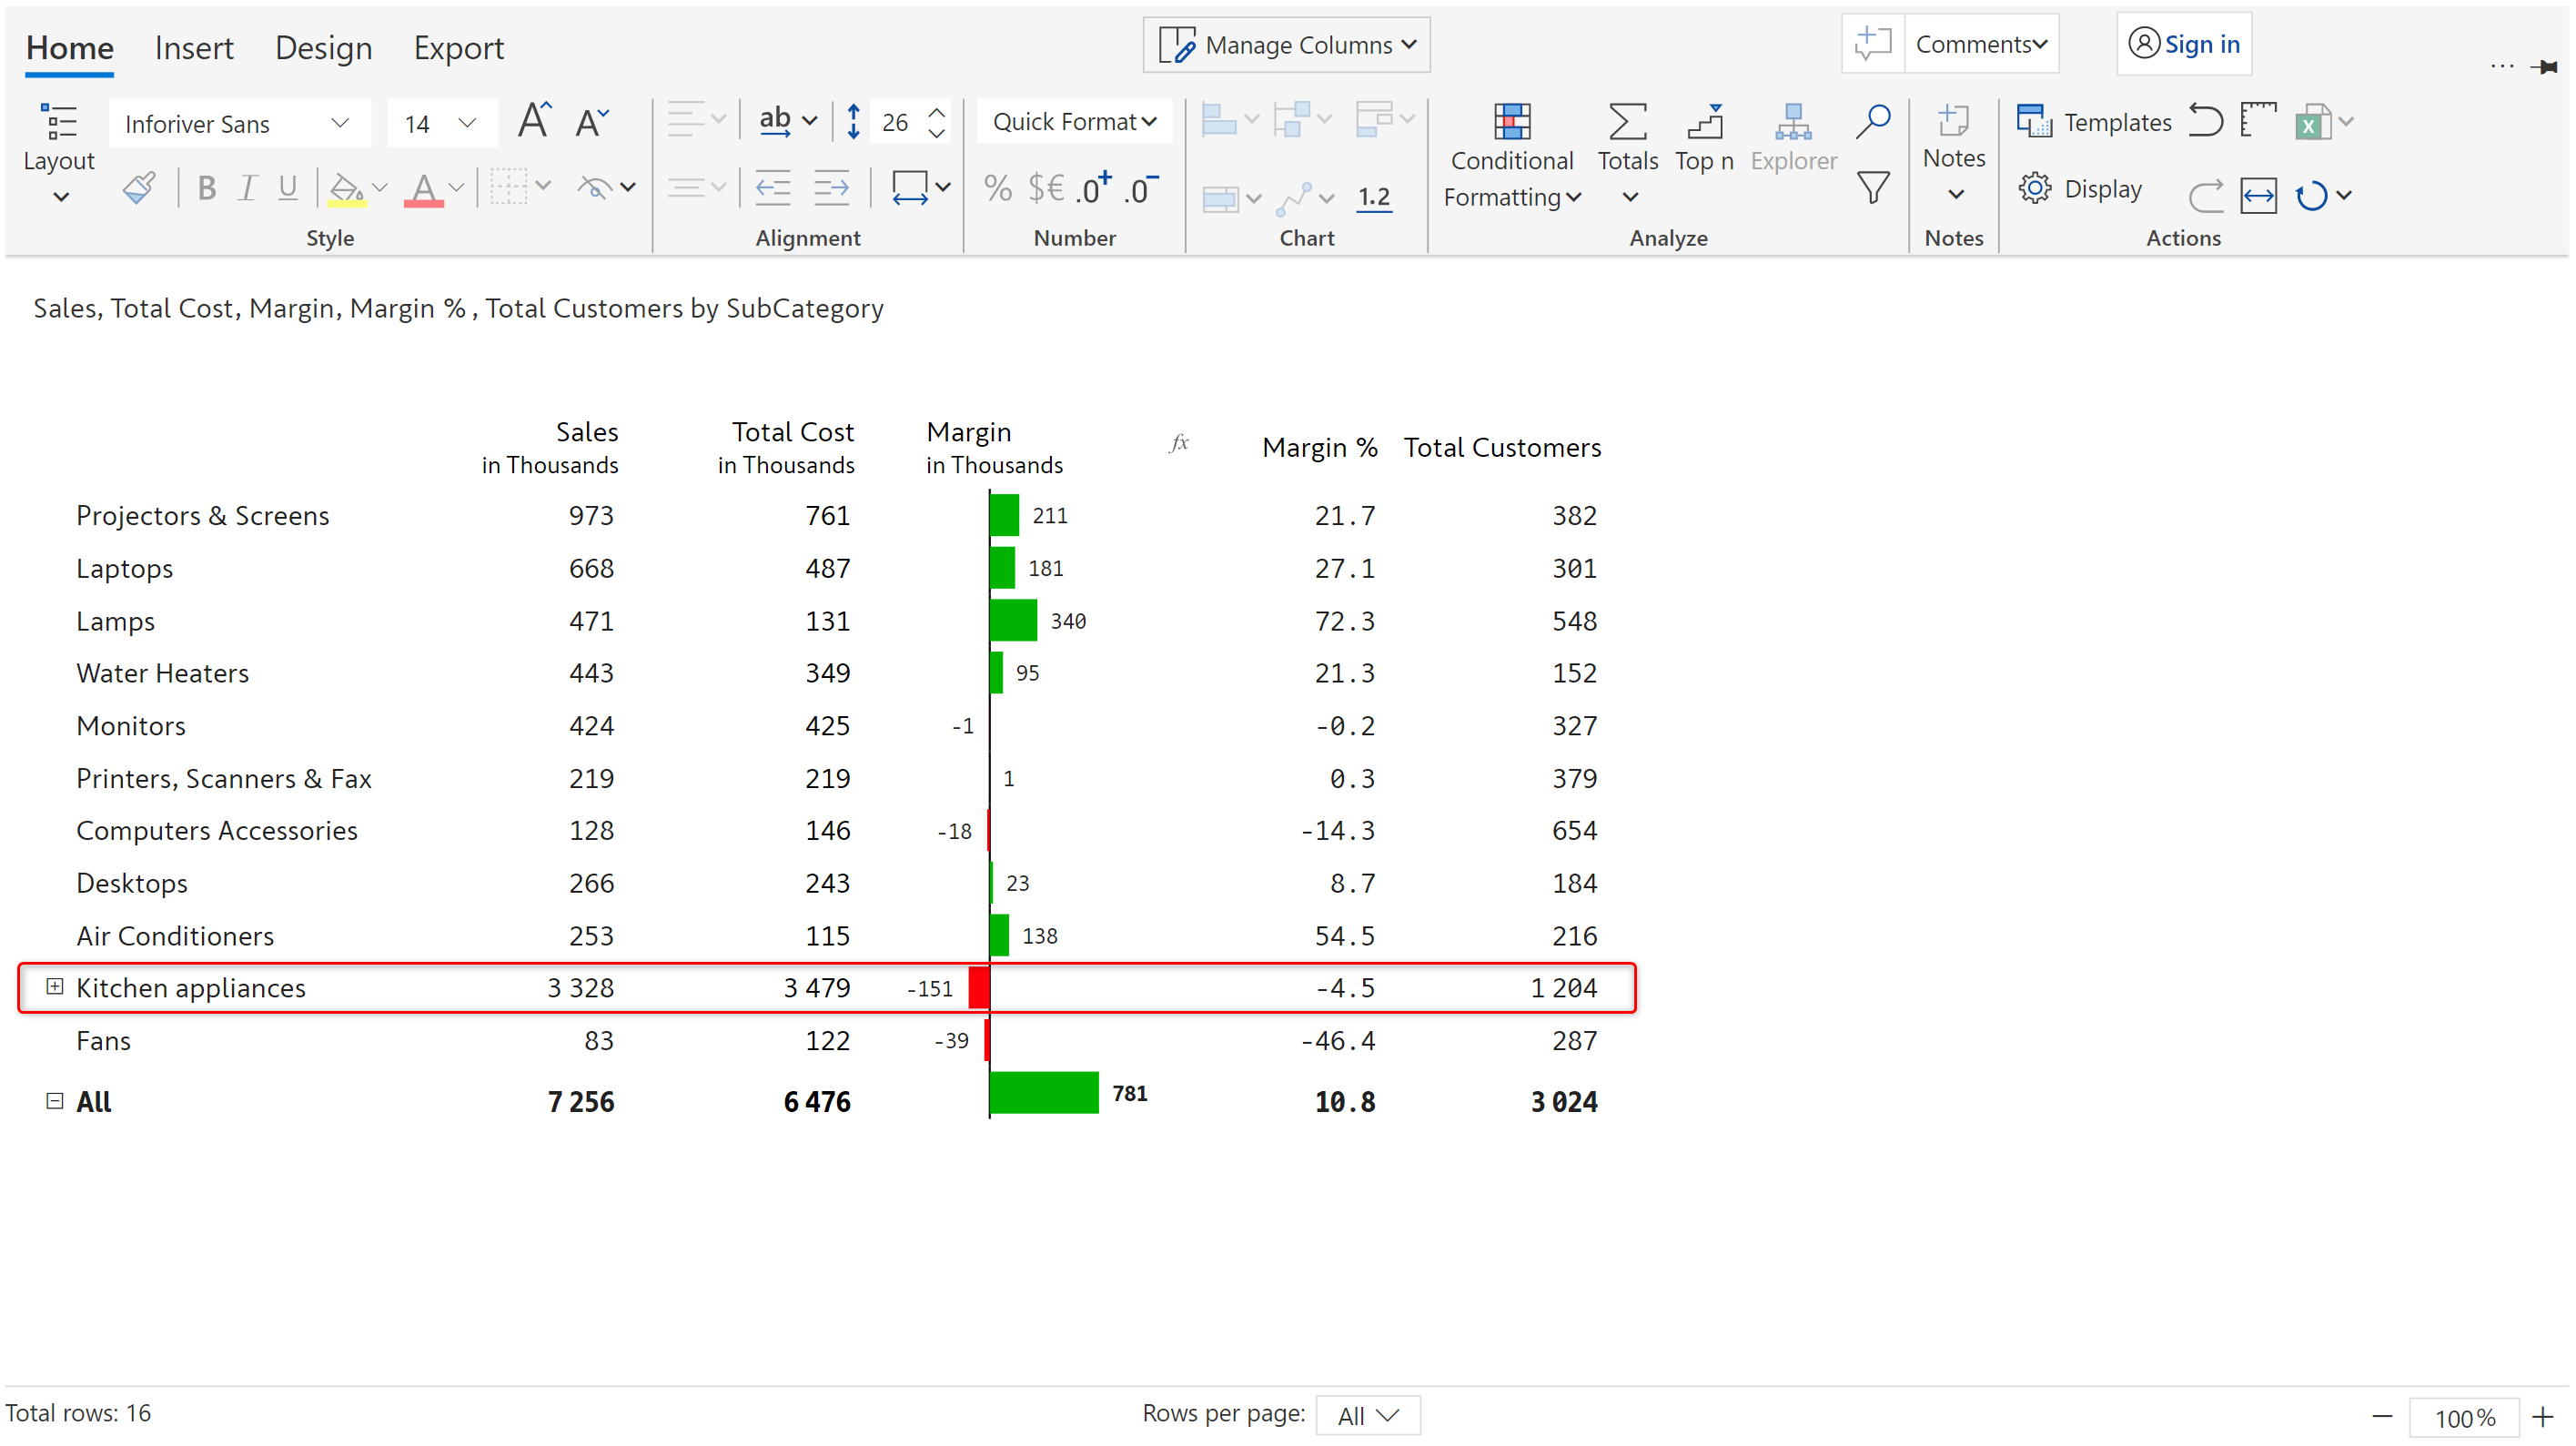 Home Insert Design Export Manage Columns Comments Sign in
Inforiver Sans 14 ab 26 Quick Format Templates
Layout Conditional Totals Top n Explorer Notes
B I U A % $€ .0+ .0- 1.2 Formatting Display
Style Alignment Number Chart Analyze Notes Actions
Sales, Total Cost, Margin, Margin % , Total Customers by SubCategory
Sales Total Cost Margin fx Margin % Total Customers
in Thousands in Thousands in Thousands
Projectors & Screens 973 761 211 21.7 382
Laptops 668 487 181 27.1 301
Lamps 471 131 340 72.3 548
Water Heaters 443 349 95 21.3 152
Monitors 424 425 -1 -0.2 327
Printers, Scanners & Fax 219 219 1 0.3 379
Computers Accessories 128 146 -18 -14.3 654
Desktops 266 243 23 8.7 184
Air Conditioners 253 115 138 54.5 216
Kitchen appliances 3 328 3 479 -151 -4.5 1 204
Fans 83 122 -39 -46.4 287
All 7 256 6 476 781 10.8 3 024
Total rows: 16 Rows per page: All 100%